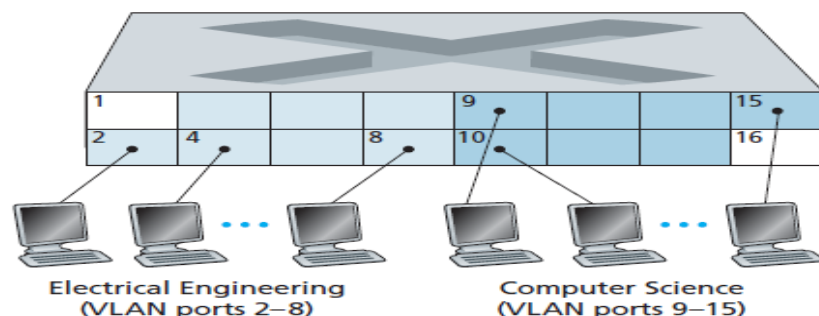 1 9 15
2 4 8 10 16
Electrical Engineering
(VLAN ports 2–8)
Computer Science
(VLAN ports 9–15)